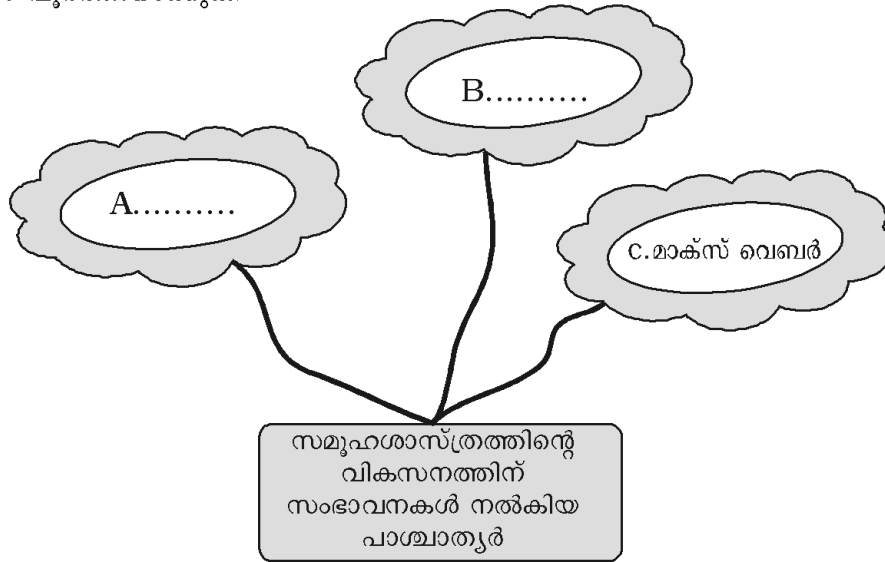 B..........
A..........
C.മാക്സ് വെബർ
സമൂഹശാസ്ത്രത്തിന്റെ
വികസനത്തിന്
സംഭാവനകൾ നൽകിയ
പാശ്ചാത്യർ